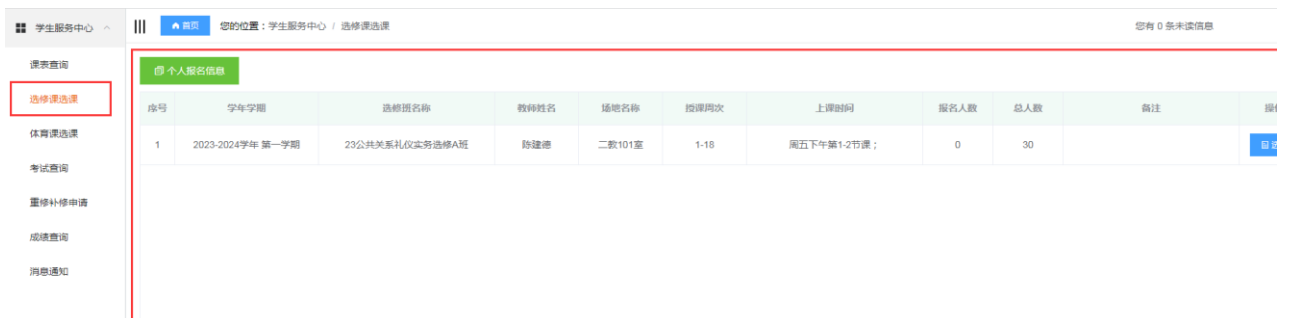 学生服务中心
首页 您的位置：学生服务中心 / 选修课选课 您有 0 条未读信息
课表查询
选修课选课
体育课选课
考试查询
重修补修申请
成绩查询
消息通知
个人报名信息
序号 学年学期 选修班名称 教师姓名 场地名称 授课周次 上课时间 报名人数 总人数 备注 操
1 2023-2024学年 第一学期 23公共关系礼仪实务选修A班 陈建德 二教101室 1-18 周五下午第1-2节课； 0 30